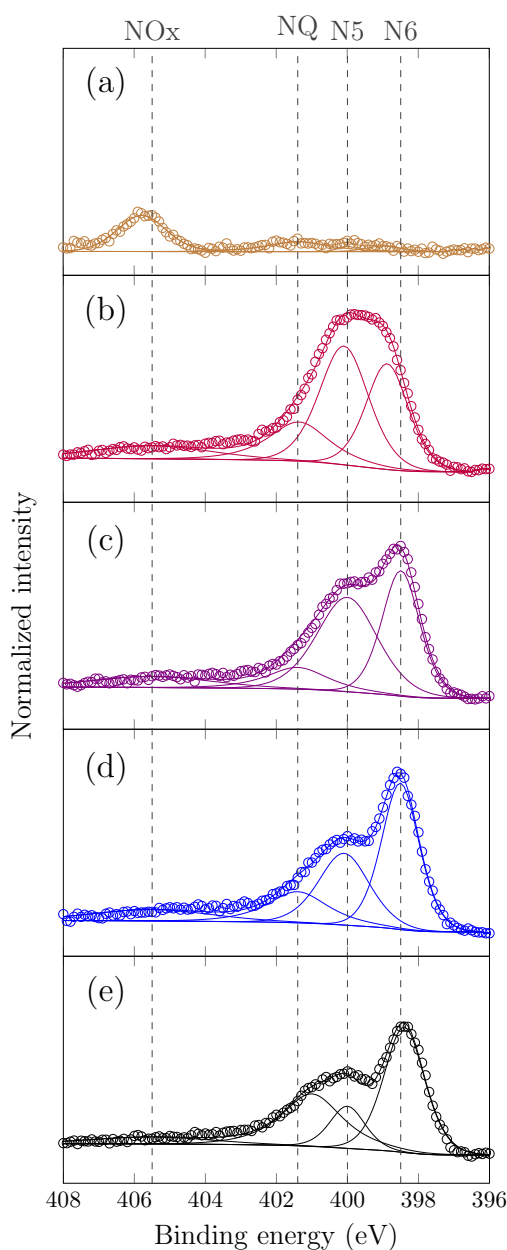 NOx NQ N5 N6
(a)
(b)
(c)
(d)
(e)
Normalized intensity
408 406 404 402 400 398 396
Binding energy (eV)